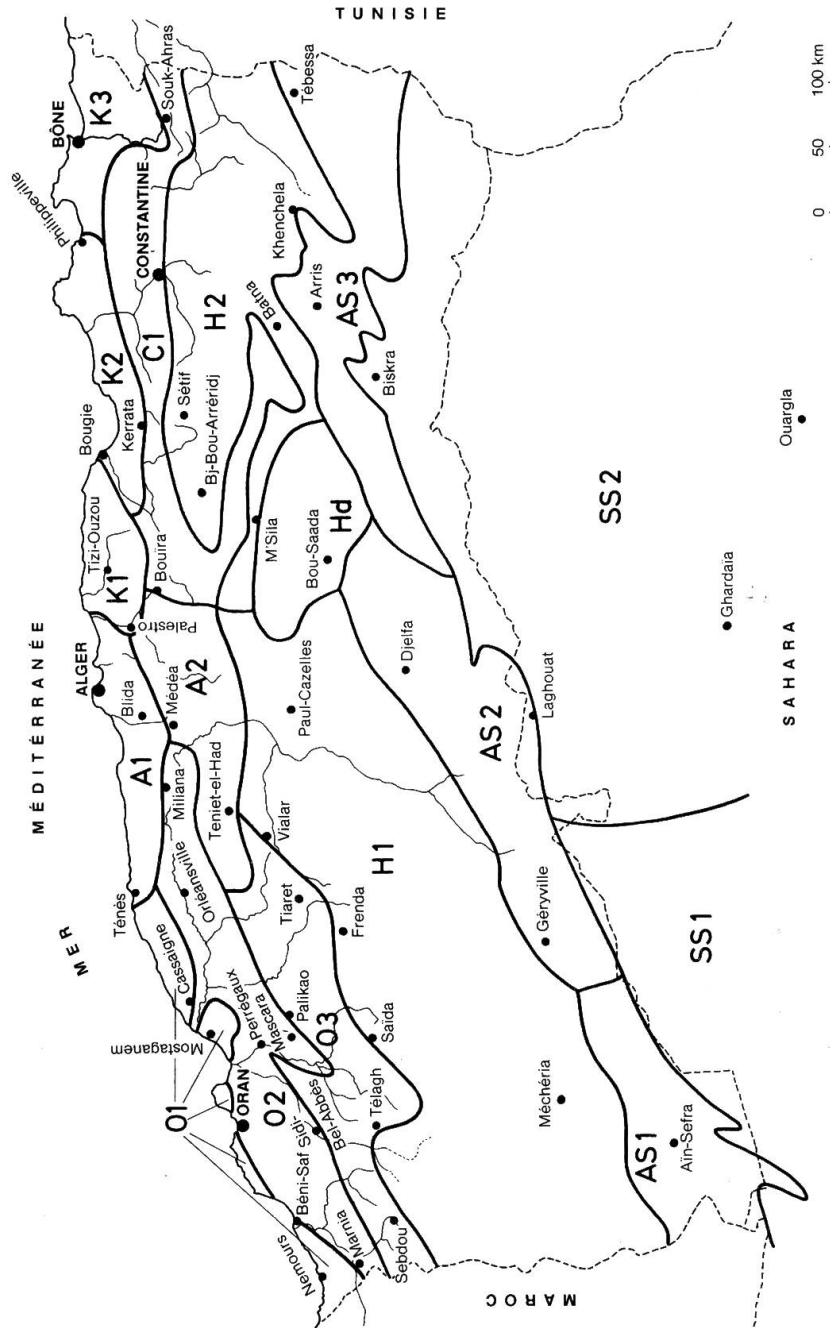 MER MÉDITÉRRANÉE
TUNISIE
MAROC
SAHARA
0 50 100 km
O1
O2
O3
A1
A2
K1
K2
K3
C1
H1
H2
Hd
AS1
AS2
AS3
SS1
SS2
Nemours
Marnia
Sebdou
Béni-Saf
ORAN
Sidi-
Bel-Abbés
Télagh
Mostaganem
Perrégaux
Mascara
Palikao
Saïda
Cassaigne
Ténès
Orléansville
Miliana
Teniet-el-Had
Vialar
Tiaret
Frenda
ALGER
Blida
Médéa
Palestro
Tizi-Ouzou
Bouira
Bougie
Kerrata
Sétif
Bj-Bou-Arréridj
M'Sila
Bou-Saada
Paul-Cazelles
Djelfa
Philippeville
CONSTANTINE
BÔNE
Souk-Ahras
Tébessa
Khenchela
Batna
Arris
Biskra
Laghouat
Géryville
Méchéria
Aïn-Sefra
Ghardaïa
Ouargla